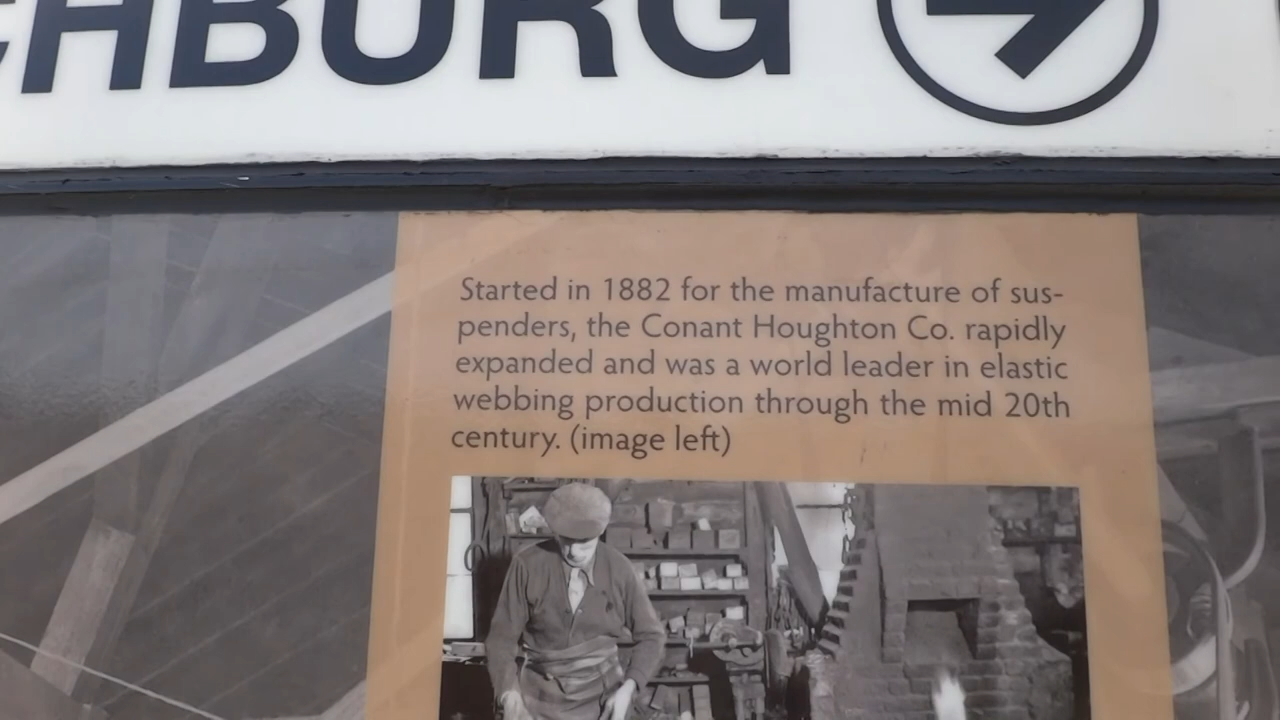 CHBURG
Started in 1882 for the manufacture of sus-
penders, the Conant Houghton Co. rapidly
expanded and was a world leader in elastic
webbing production through the mid 20th
century. (image left)